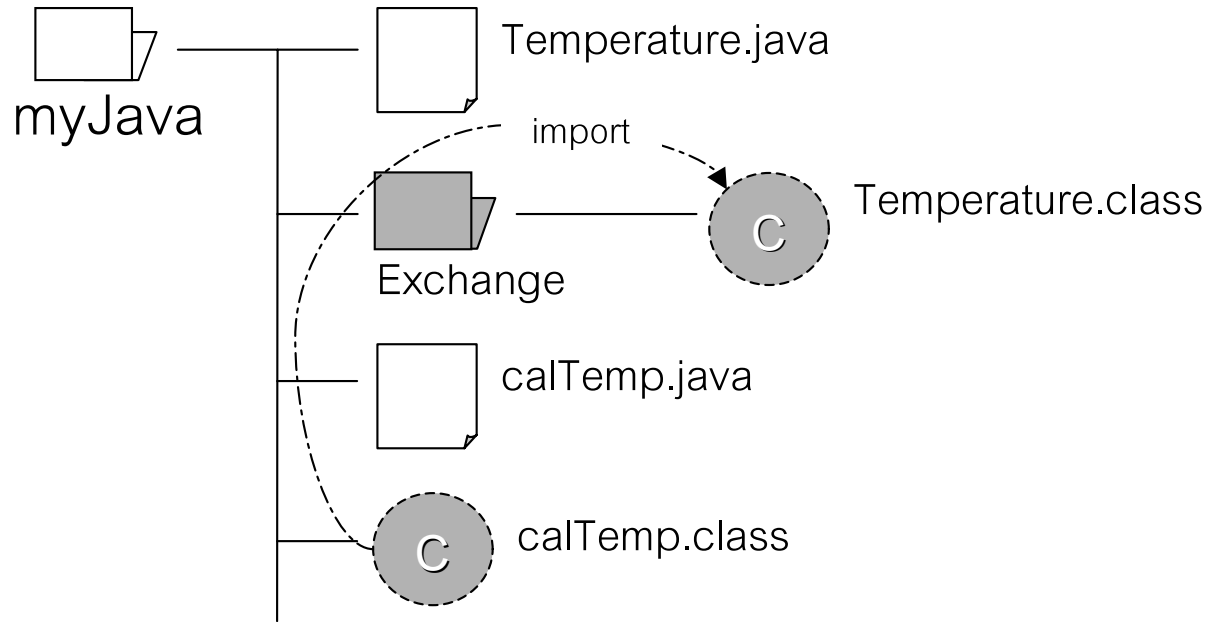 Temperature.java
myJava
import
Temperature.class
C
Exchange
calTemp.java
calTemp.class
C